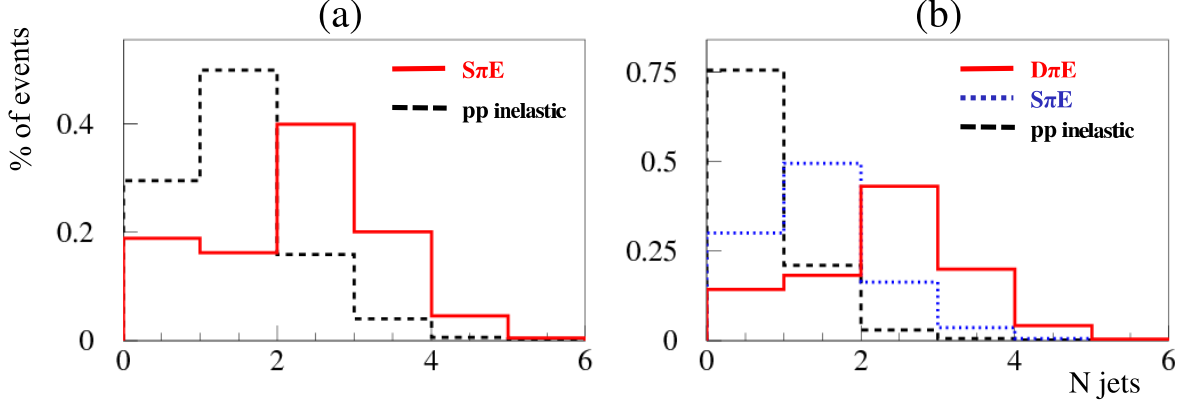 (a)
% of events
0.4
0.2
0
SπE
pp inelastic
0 2 4 6
(b)
0.75
0.5
0.25
0
DπE
SπE
pp inelastic
0 2 4 6
N jets